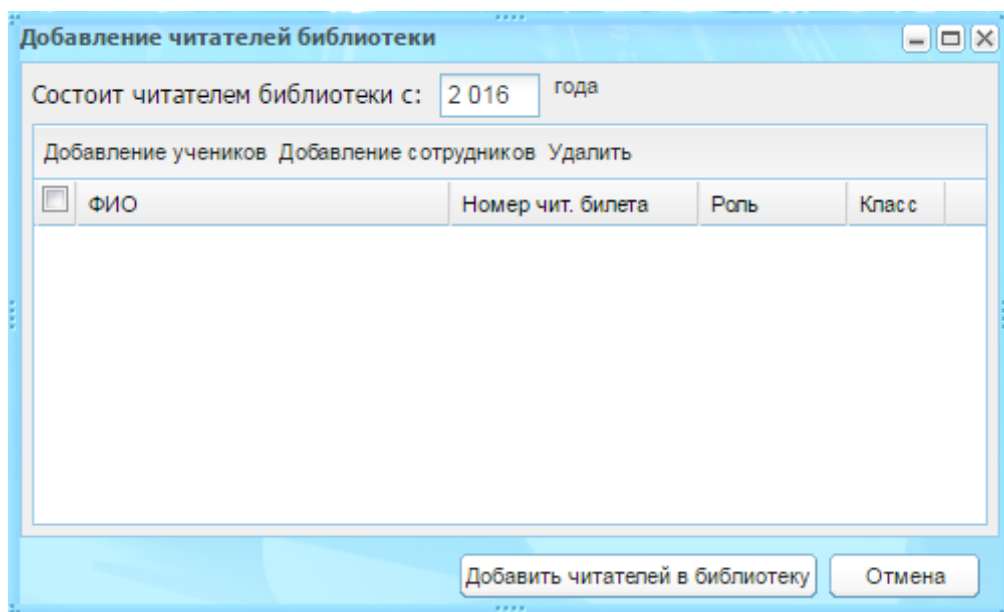 Добавление читателей библиотеки
Состоит читателем библиотеки с: 2 016 года
Добавление учеников Добавление сотрудников Удалить
ФИО Номер чит. билета Роль Класс
Добавить читателей в библиотеку Отмена